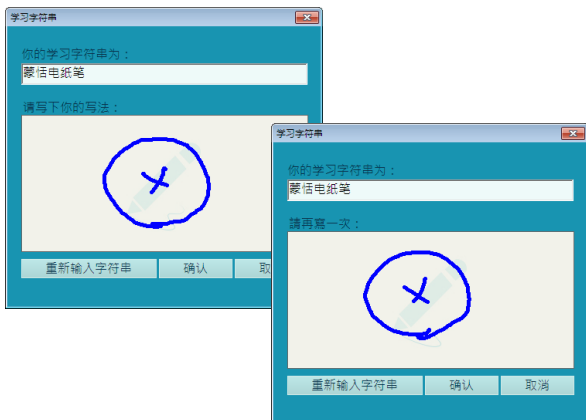 学习字符串
你的学习字符串为：
蒙恬电纸笔
请写下你的写法：
重新输入字符串
确认
取
学习字符串
你的学习字符串为：
蒙恬电纸笔
請再寫一次：
重新输入字符串
确认
取消